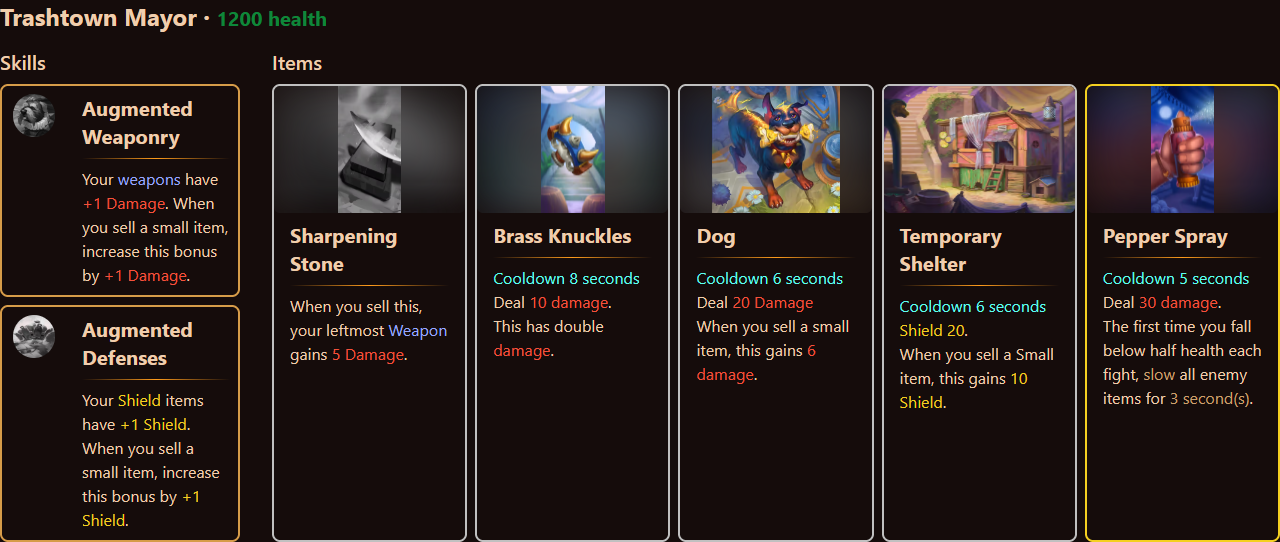 Trashtown Mayor · 1200 health
Skills
Augmented
Weaponry
Your weapons have
+1 Damage. When
you sell a small item,
increase this bonus
by +1 Damage.
Augmented
Defenses
Your Shield items
have +1 Shield.
When you sell a
small item, increase
this bonus by +1
Shield.
Items
Sharpening
Stone
When you sell this,
your leftmost Weapon
gains 5 Damage.
Brass Knuckles
Cooldown 8 seconds
Deal 10 damage.
This has double
damage.
Dog
Cooldown 6 seconds
Deal 20 Damage
When you sell a small
item, this gains 6
damage.
Temporary
Shelter
Cooldown 6 seconds
Shield 20.
When you sell a Small
item, this gains 10
Shield.
Pepper Spray
Cooldown 5 seconds
Deal 30 damage.
The first time you fall
below half health each
fight, slow all enemy
items for 3 second(s).